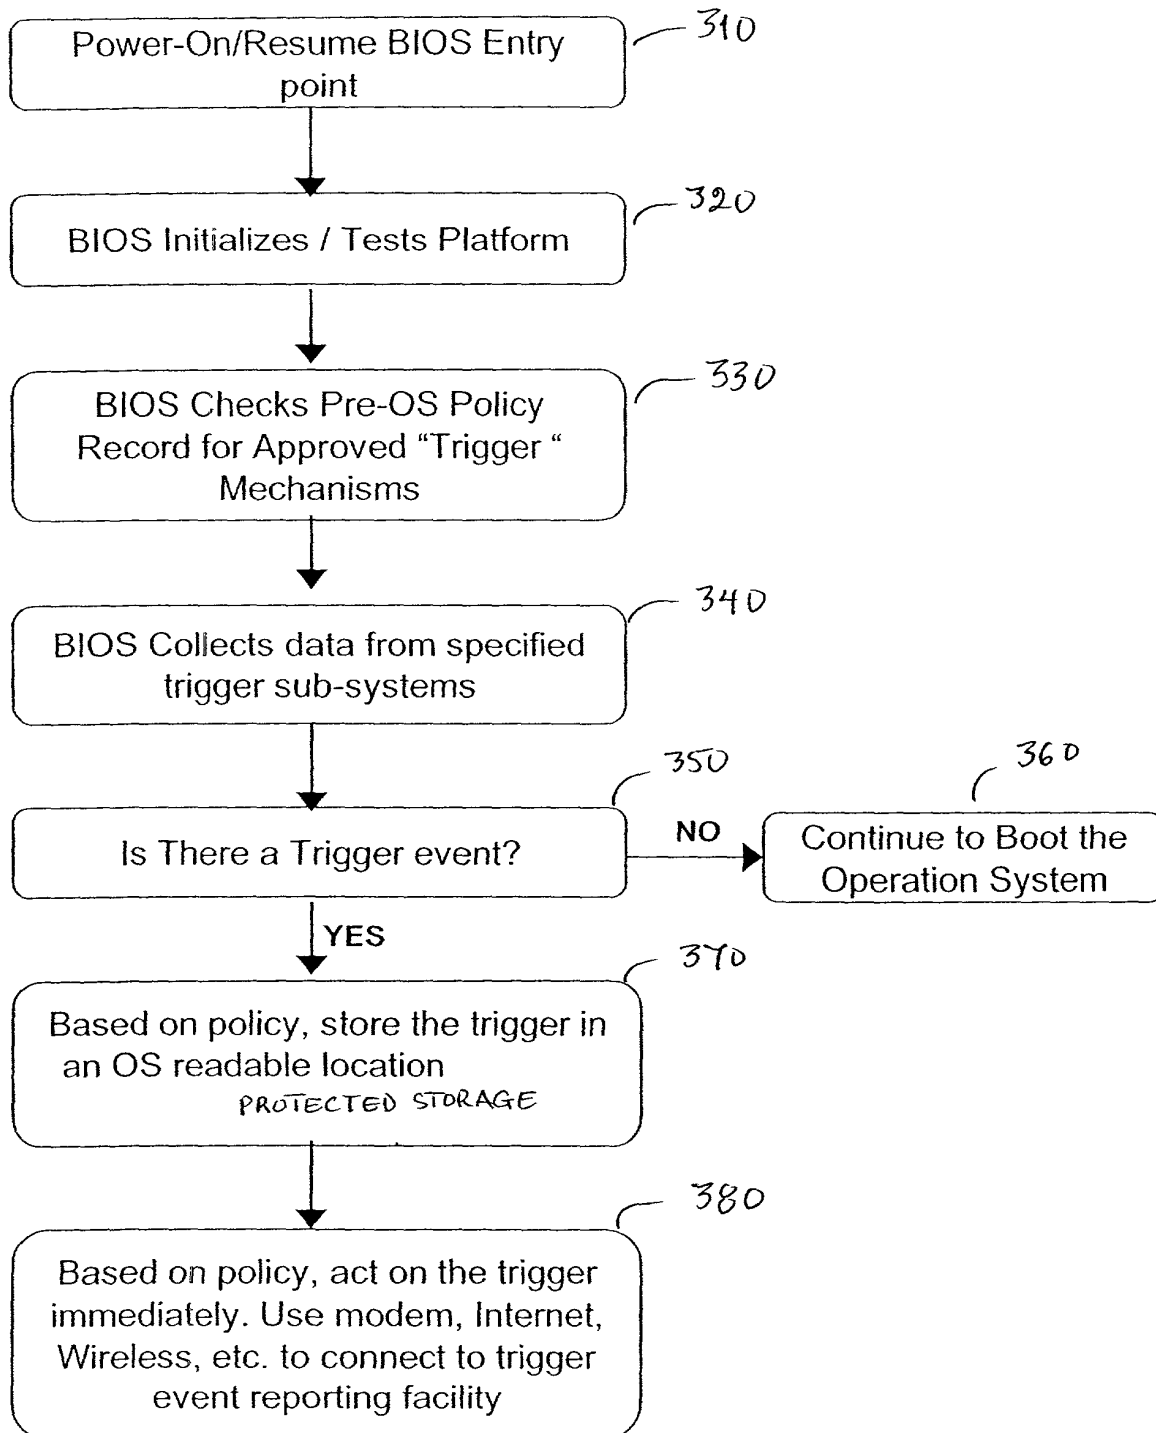 Power-On/Resume BIOS Entry
point
310
BIOS Initializes / Tests Platform
320
BIOS Checks Pre-OS Policy
Record for Approved “Trigger “
Mechanisms
330
BIOS Collects data from specified
trigger sub-systems
340
Is There a Trigger event?
350
NO
Continue to Boot the
Operation System
360
YES
Based on policy, store the trigger in
an OS readable location
PROTECTED STORAGE
370
Based on policy, act on the trigger
immediately. Use modem, Internet,
Wireless, etc. to connect to trigger
event reporting facility
380